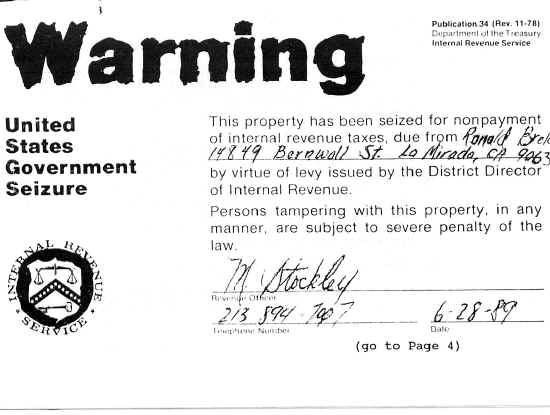 Warning
Publication 34 (Rev. 11-78)
Department of the Treasury
Internal Revenue Service
United
States
Government
Seizure
This property has been seized for nonpayment
of internal revenue taxes, due from Ronald
14849 Bernwall St. La Mirada, CA 9063
by virtue of levy issued by the District Director
of Internal Revenue.
Persons tampering with this property, in any
manner, are subject to severe penalty of the
law.
M Stockley
Revenue Officer
213 894
Telephone Number
6-28-89
Date
(go to Page 4)
INTERNAL REVENUE
SERVICE